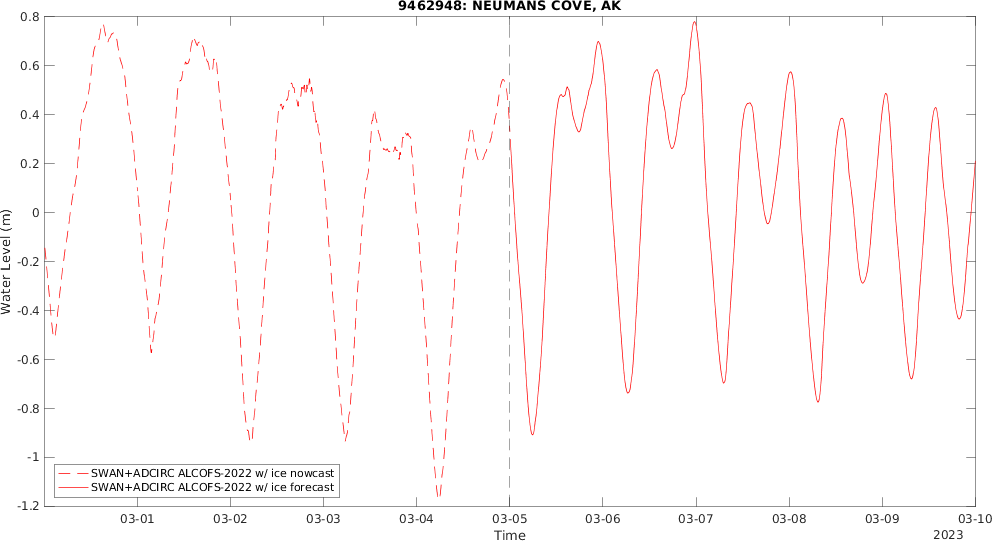 9462948: NEUMANS COVE, AK
0.8
0.6
0.4
0.2
0
-0.2
-0.4
-0.6
-0.8
-1
-1.2
Water Level (m)
SWAN+ADCIRC ALCOFS-2022 w/ ice nowcast
SWAN+ADCIRC ALCOFS-2022 w/ ice forecast
03-01 03-02 03-03 03-04 03-05 03-06 03-07 03-08 03-09 03-10
Time
2023